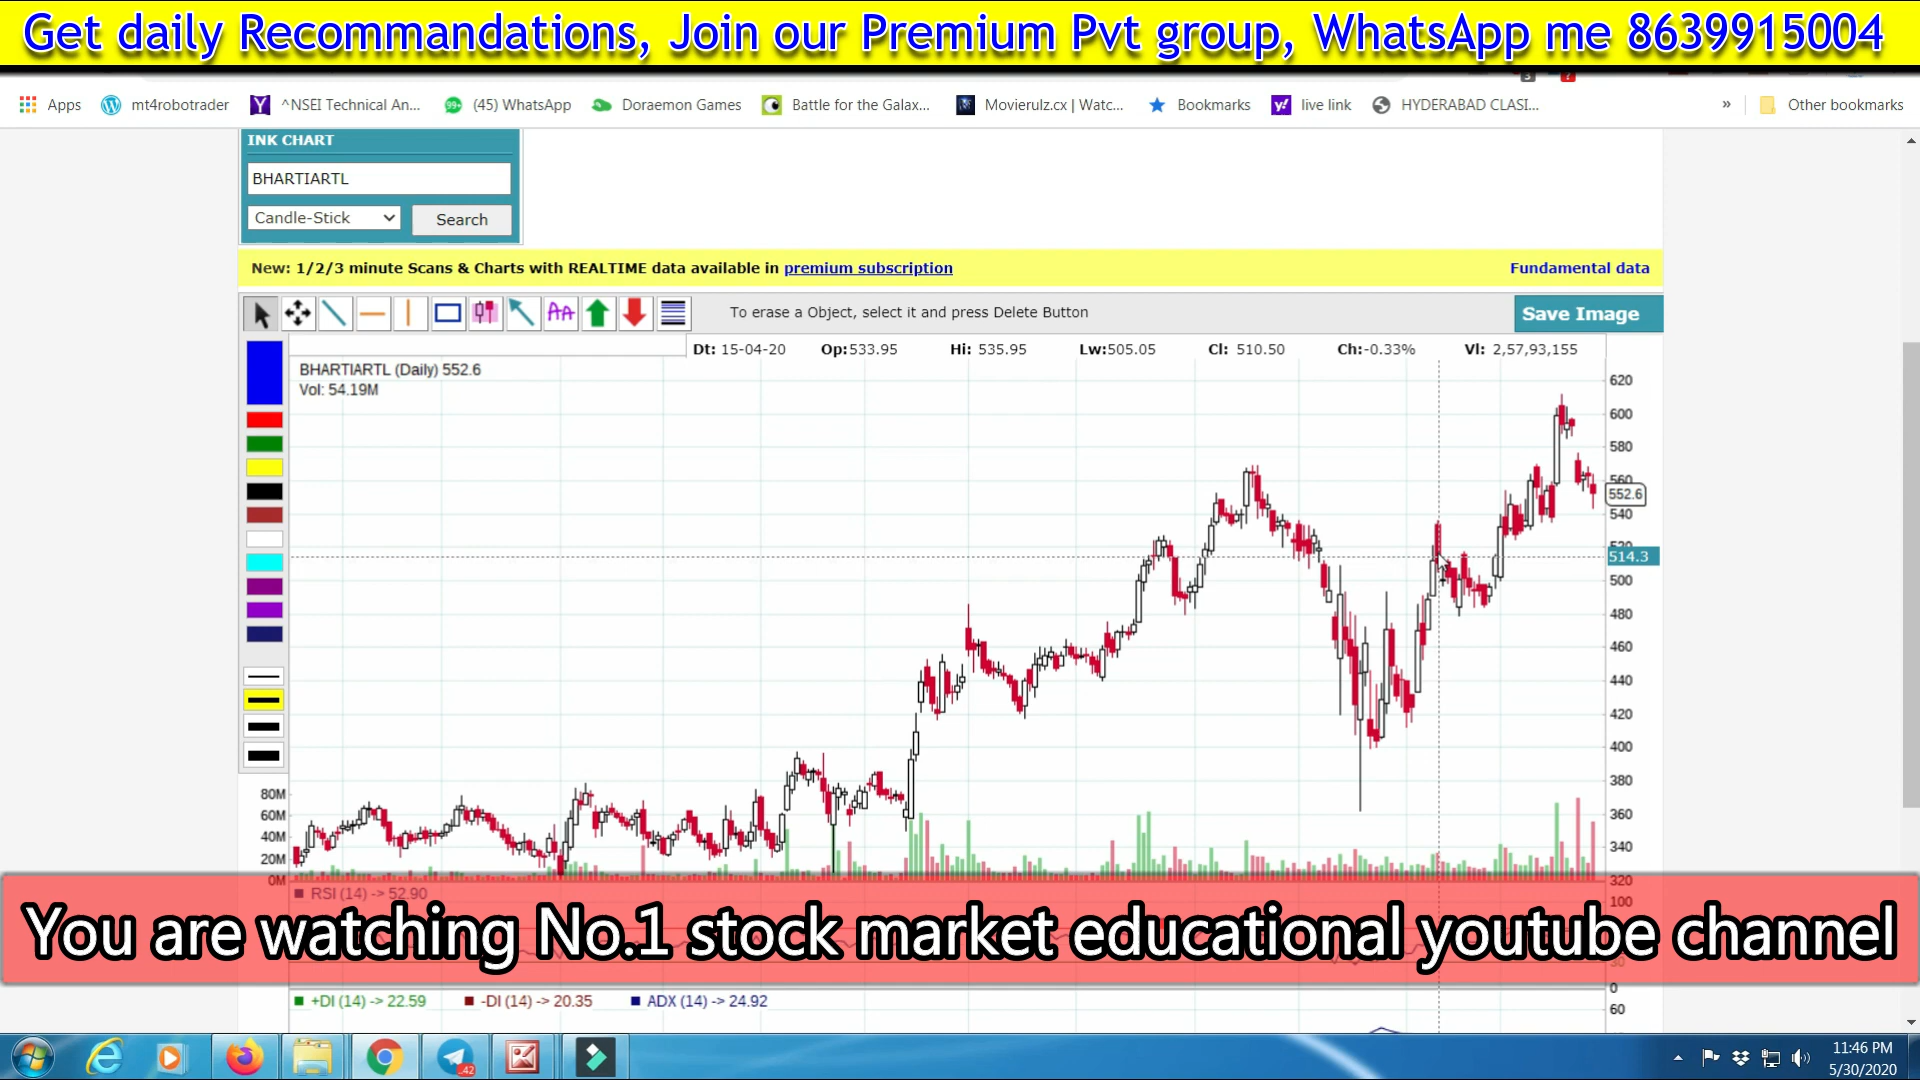 Get daily Recommandations, Join our Premium Pvt group, WhatsApp me 8639915004
Apps mt4robotrader ^NSEI Technical An... (45) WhatsApp Doraemon Games Battle for the Galax... Movierulz.cx | Watc... Bookmarks live link HYDERABAD CLASI... » Other bookmarks
INK CHART
BHARTIARTL
Candle-Stick Search
New: 1/2/3 minute Scans & Charts with REALTIME data available in premium subscription Fundamental data
To erase a Object, select it and press Delete Button Save Image
Dt: 15-04-20 Op:533.95 Hi: 535.95 Lw:505.05 Cl: 510.50 Ch:-0.33% Vl: 2,57,93,155
BHARTIARTL (Daily) 552.6
Vol: 54.19M
620
600
580
560
552.6
540
520
514.3
500
480
460
440
420
400
380
80M
60M 360
40M 340
20M
0M 320
RSI (14) -> 52.90 100
You are watching No.1 stock market educational youtube channel
30
0
+DI (14) -> 22.59 -DI (14) -> 20.35 ADX (14) -> 24.92 60
42
11:46 PM
5/30/2020